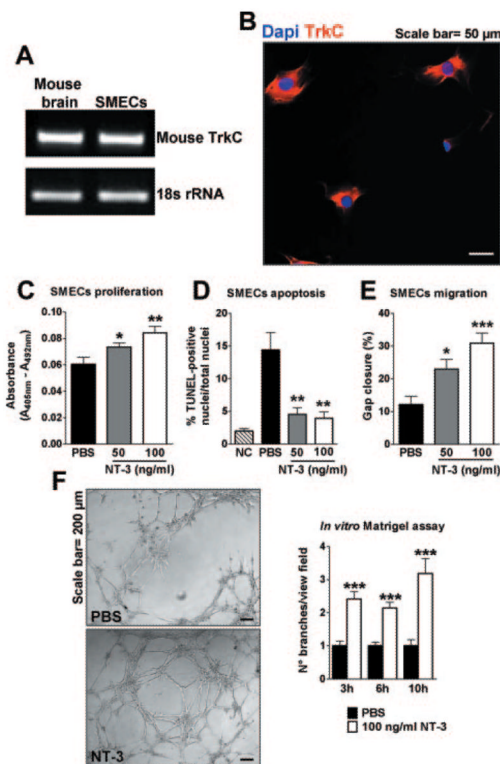 A
Mouse brain
SMECs
Mouse TrkC
18s rRNA
B
Dapi TrkC
Scale bar= 50 µm
C
SMECs proliferation
Absorbance
(A405nm - A492nm)
0.10
0.08
0.06
0.04
0.02
0.00
*
**
PBS
50
100
NT-3 (ng/ml)
D
SMECs apoptosis
% TUNEL-positive
nuclei/total nuclei
20
15
10
5
0
**
**
NC
PBS
50
100
NT-3 (ng/ml)
E
SMECs migration
Gap closure (%)
40
30
20
10
0
*
***
PBS
50
100
NT-3 (ng/ml)
F
Scale bar= 200 µm
PBS
NT-3
In vitro Matrigel assay
N° branches/view field
4
3
2
1
0
***
***
***
3h
6h
10h
PBS
100 ng/ml NT-3